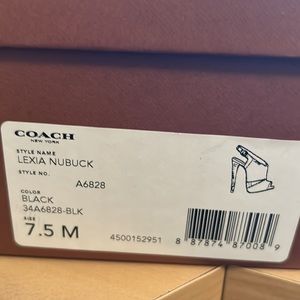 COACH
NEW YORK
STYLE NAME
LEXIA NUBUCK
STYLE NO.
A6828
COLOR
BLACK
34A6828-BLK
SIZE
7.5 M
4500152951
8 87874 87008 9